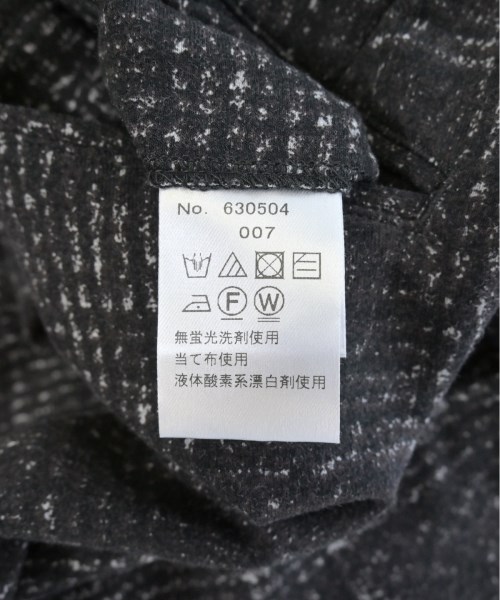 No. 630504
007
F W
無蛍光洗剤使用
当て布使用
液体酸素系漂白剤使用